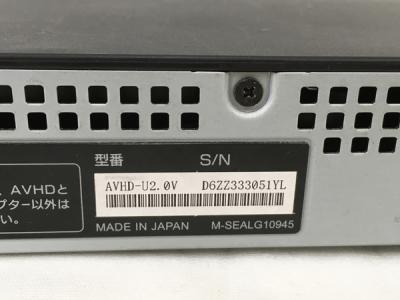 型番 S/N
、AVHDと
AVHD-U2.0V D6ZZ333051YL
プター以外は
い。
MADE IN JAPAN M-SEALG10945